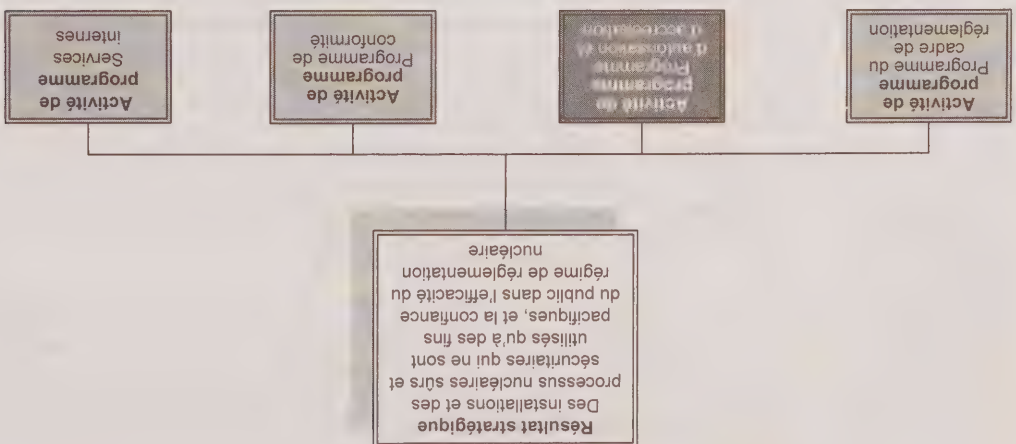 Résultat stratégique
Des installations et des
processus nucléaires sûrs et
sécuritaires qui ne sont
utilisés qu'à des fins
pacifiques, et la confiance
du public dans l'efficacité du
régime de réglementation
nucléaire
Activité de
programme
Programme du
cadre de
réglementation
Activité de
programme
Programme
d'autorisation et
d'accréditation
Activité de
programme
Programme de
conformité
Activité de
programme
Services
internes